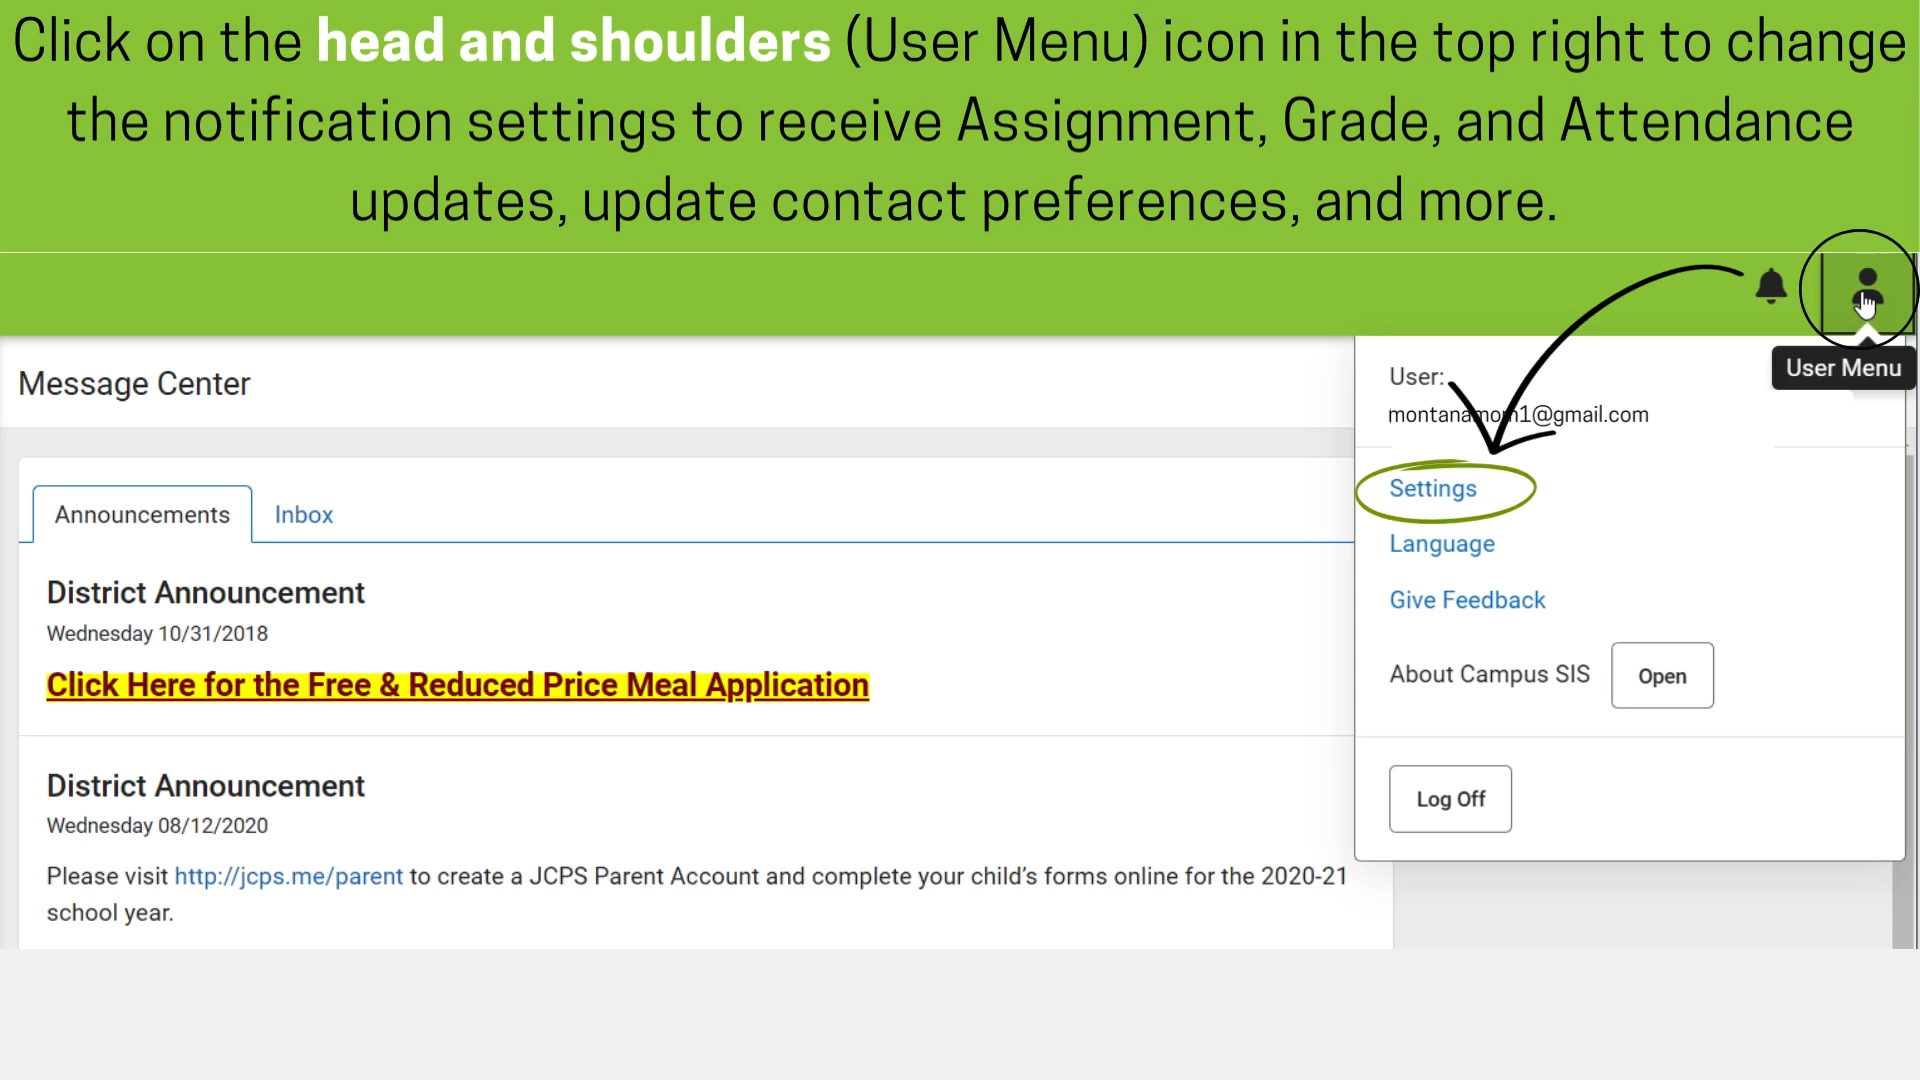 Click on the head and shoulders (User Menu) icon in the top right to change
the notification settings to receive Assignment, Grade, and Attendance
updates, update contact preferences, and more.
User Menu
Message Center
User:
montanamom1@gmail.com
Settings
Language
Give Feedback
About Campus SIS
Open
Log Off
Announcements
Inbox
District Announcement
Wednesday 10/31/2018
Click Here for the Free & Reduced Price Meal Application
District Announcement
Wednesday 08/12/2020
Please visit http://jcps.me/parent to create a JCPS Parent Account and complete your child's forms online for the 2020-21
school year.